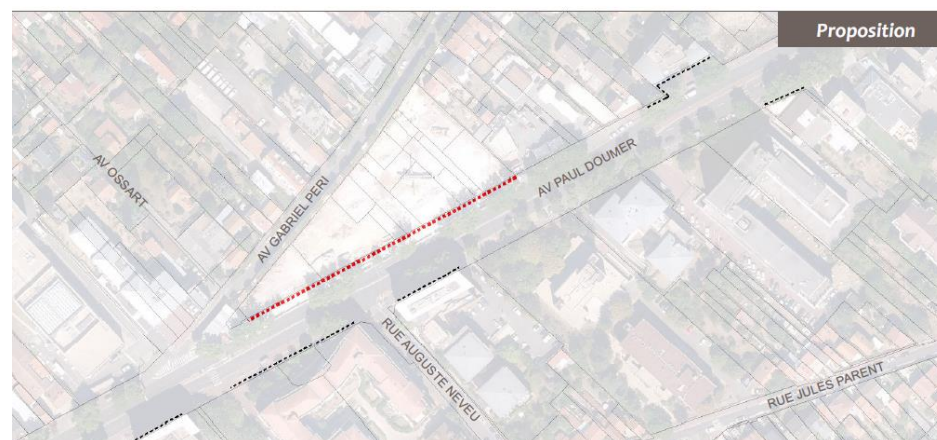 Proposition
AV OSSART
AV GABRIEL PERI
AV PAUL DOUMER
RUE AUGUSTE NEVEU
RUE JULES PARENT